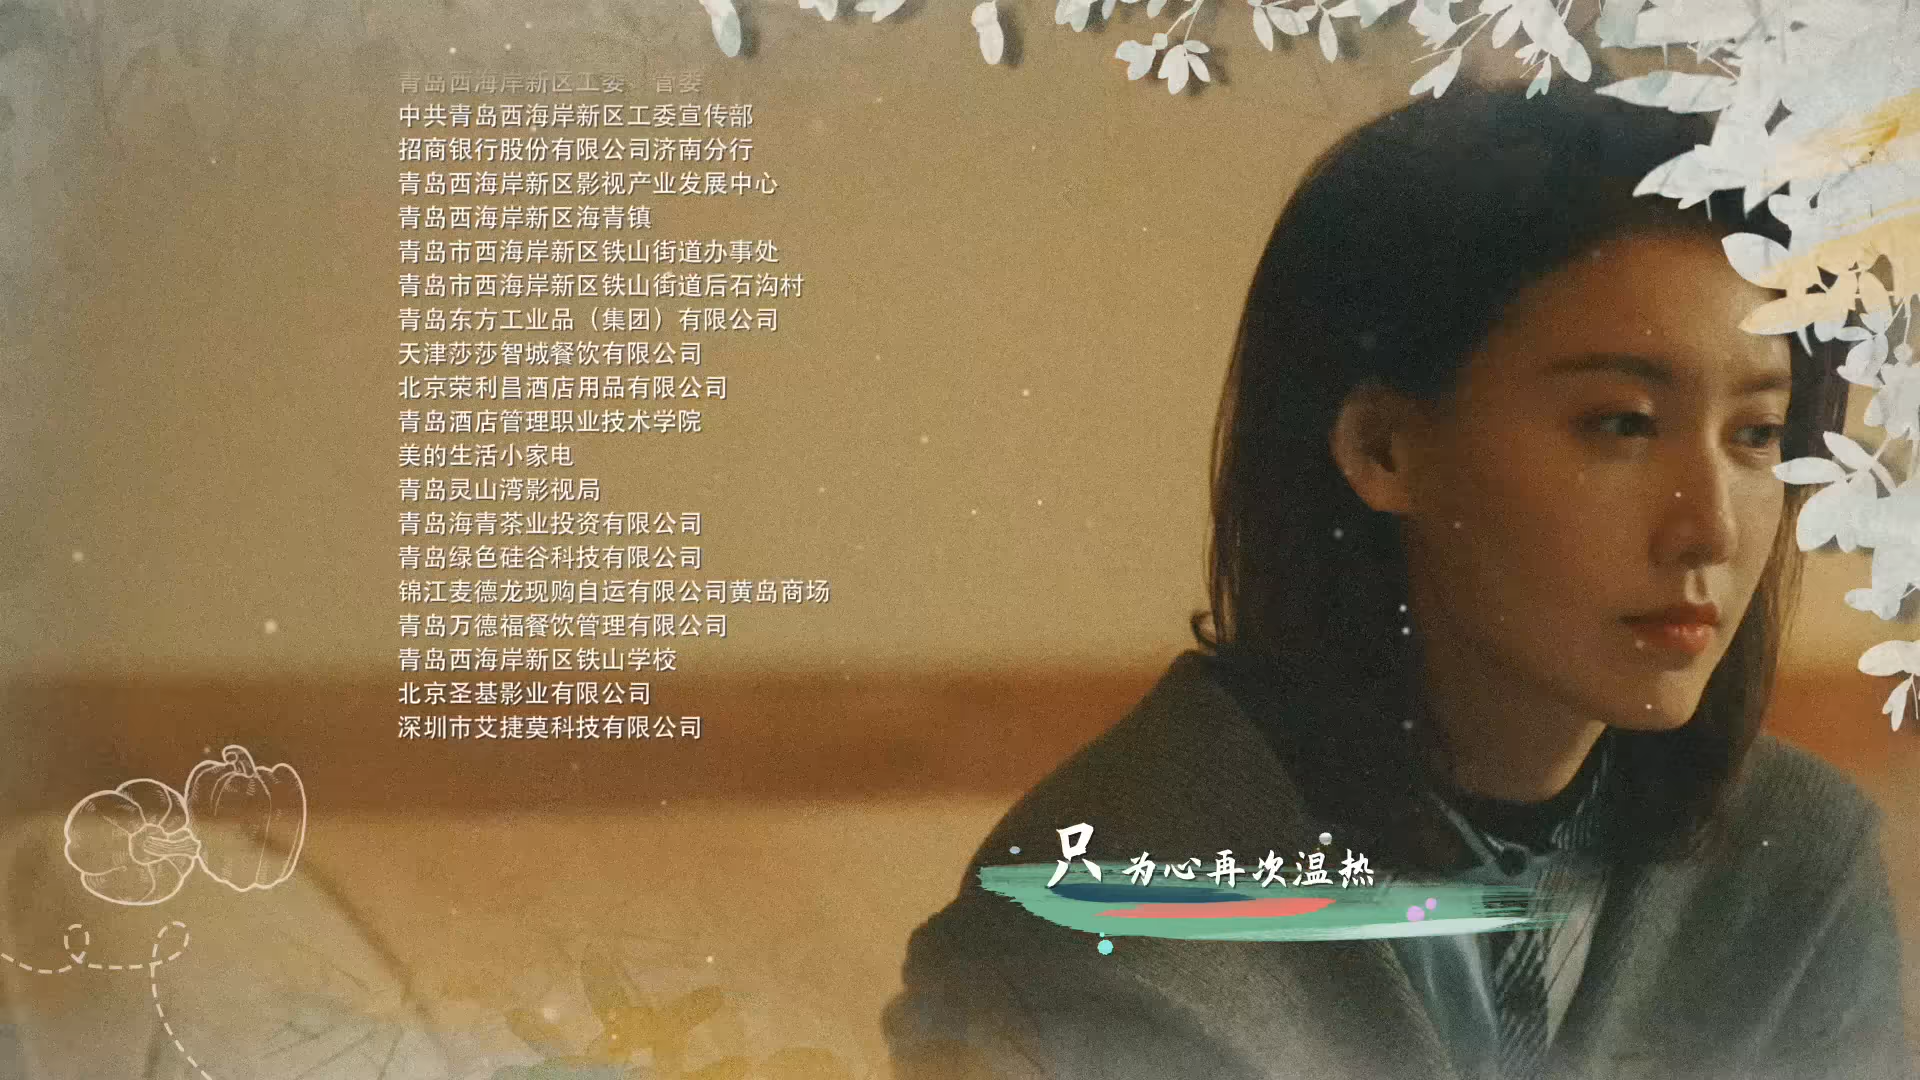 青岛西海岸新区工委、管委
中共青岛西海岸新区工委宣传部
招商银行股份有限公司济南分行
青岛西海岸新区影视产业发展中心
青岛西海岸新区海青镇
青岛市西海岸新区铁山街道办事处
青岛市西海岸新区铁山街道后石沟村
青岛东方工业品（集团）有限公司
天津莎莎智城餐饮有限公司
北京荣利昌酒店用品有限公司
青岛酒店管理职业技术学院
美的生活小家电
青岛灵山湾影视局
青岛海青茶业投资有限公司
青岛绿色硅谷科技有限公司
锦江麦德龙现购自运有限公司黄岛商场
青岛万德福餐饮管理有限公司
青岛西海岸新区铁山学校
北京圣基影业有限公司
深圳市艾捷莫科技有限公司
只为心再次温热